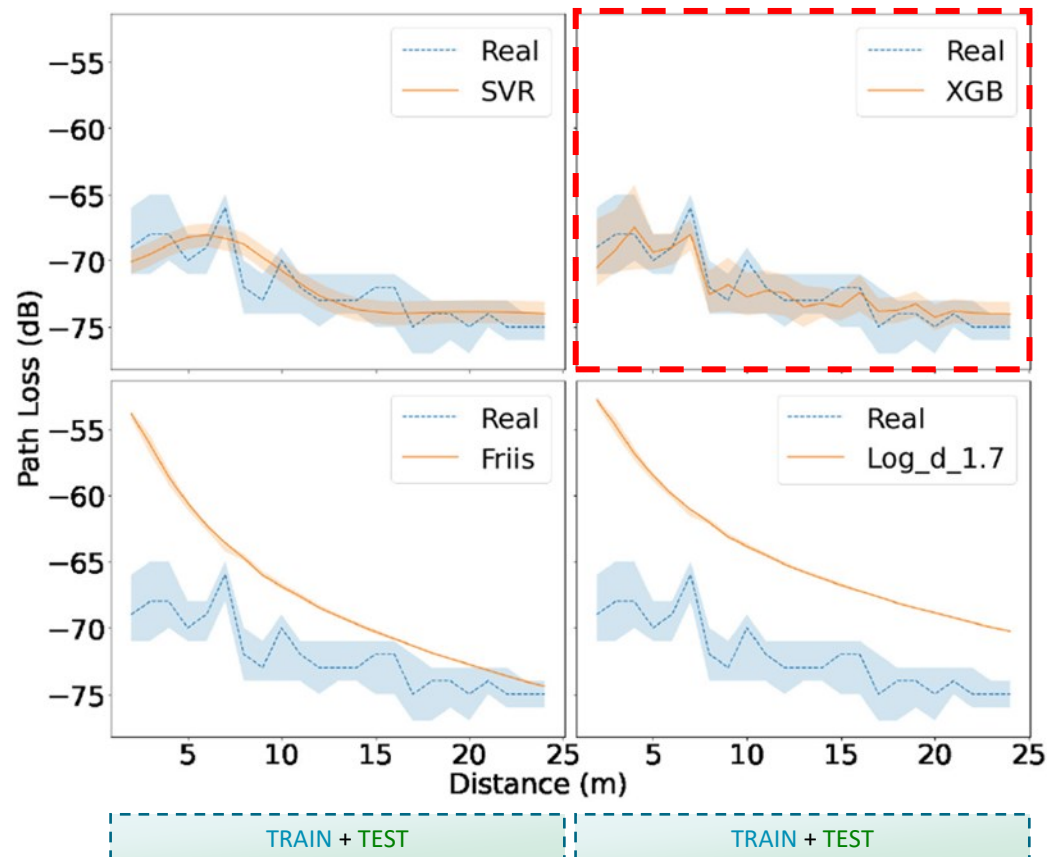 Path Loss (dB)
−55
−60
−65
−70
−75
Real
SVR
Real
XGB
−55
−60
−65
−70
−75
Real
Friis
Real
Log_d_1.7
5 10 15 20 25
5 10 15 20 25
Distance (m)
TRAIN + TEST
TRAIN + TEST